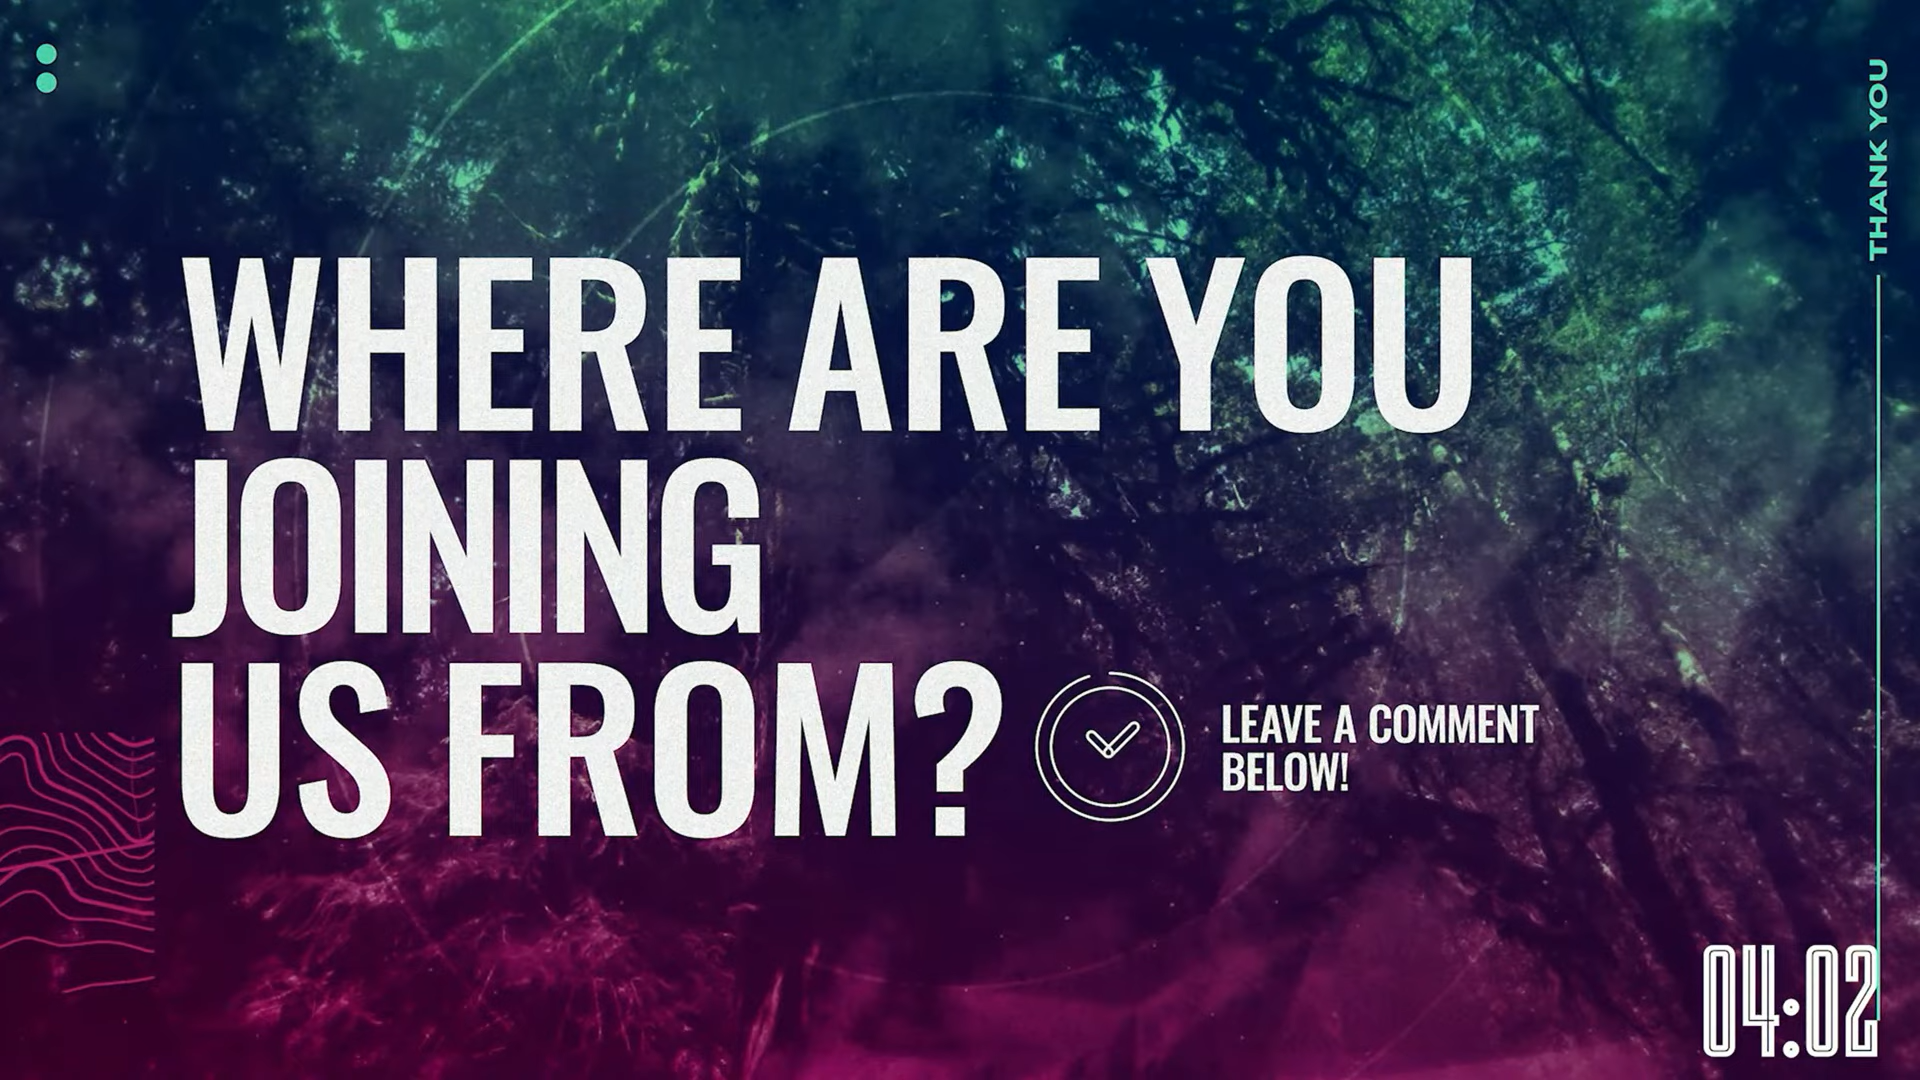 THANK YOU
WHERE ARE YOU
JOINING
US FROM?
LEAVE A COMMENT
BELOW!
04:02